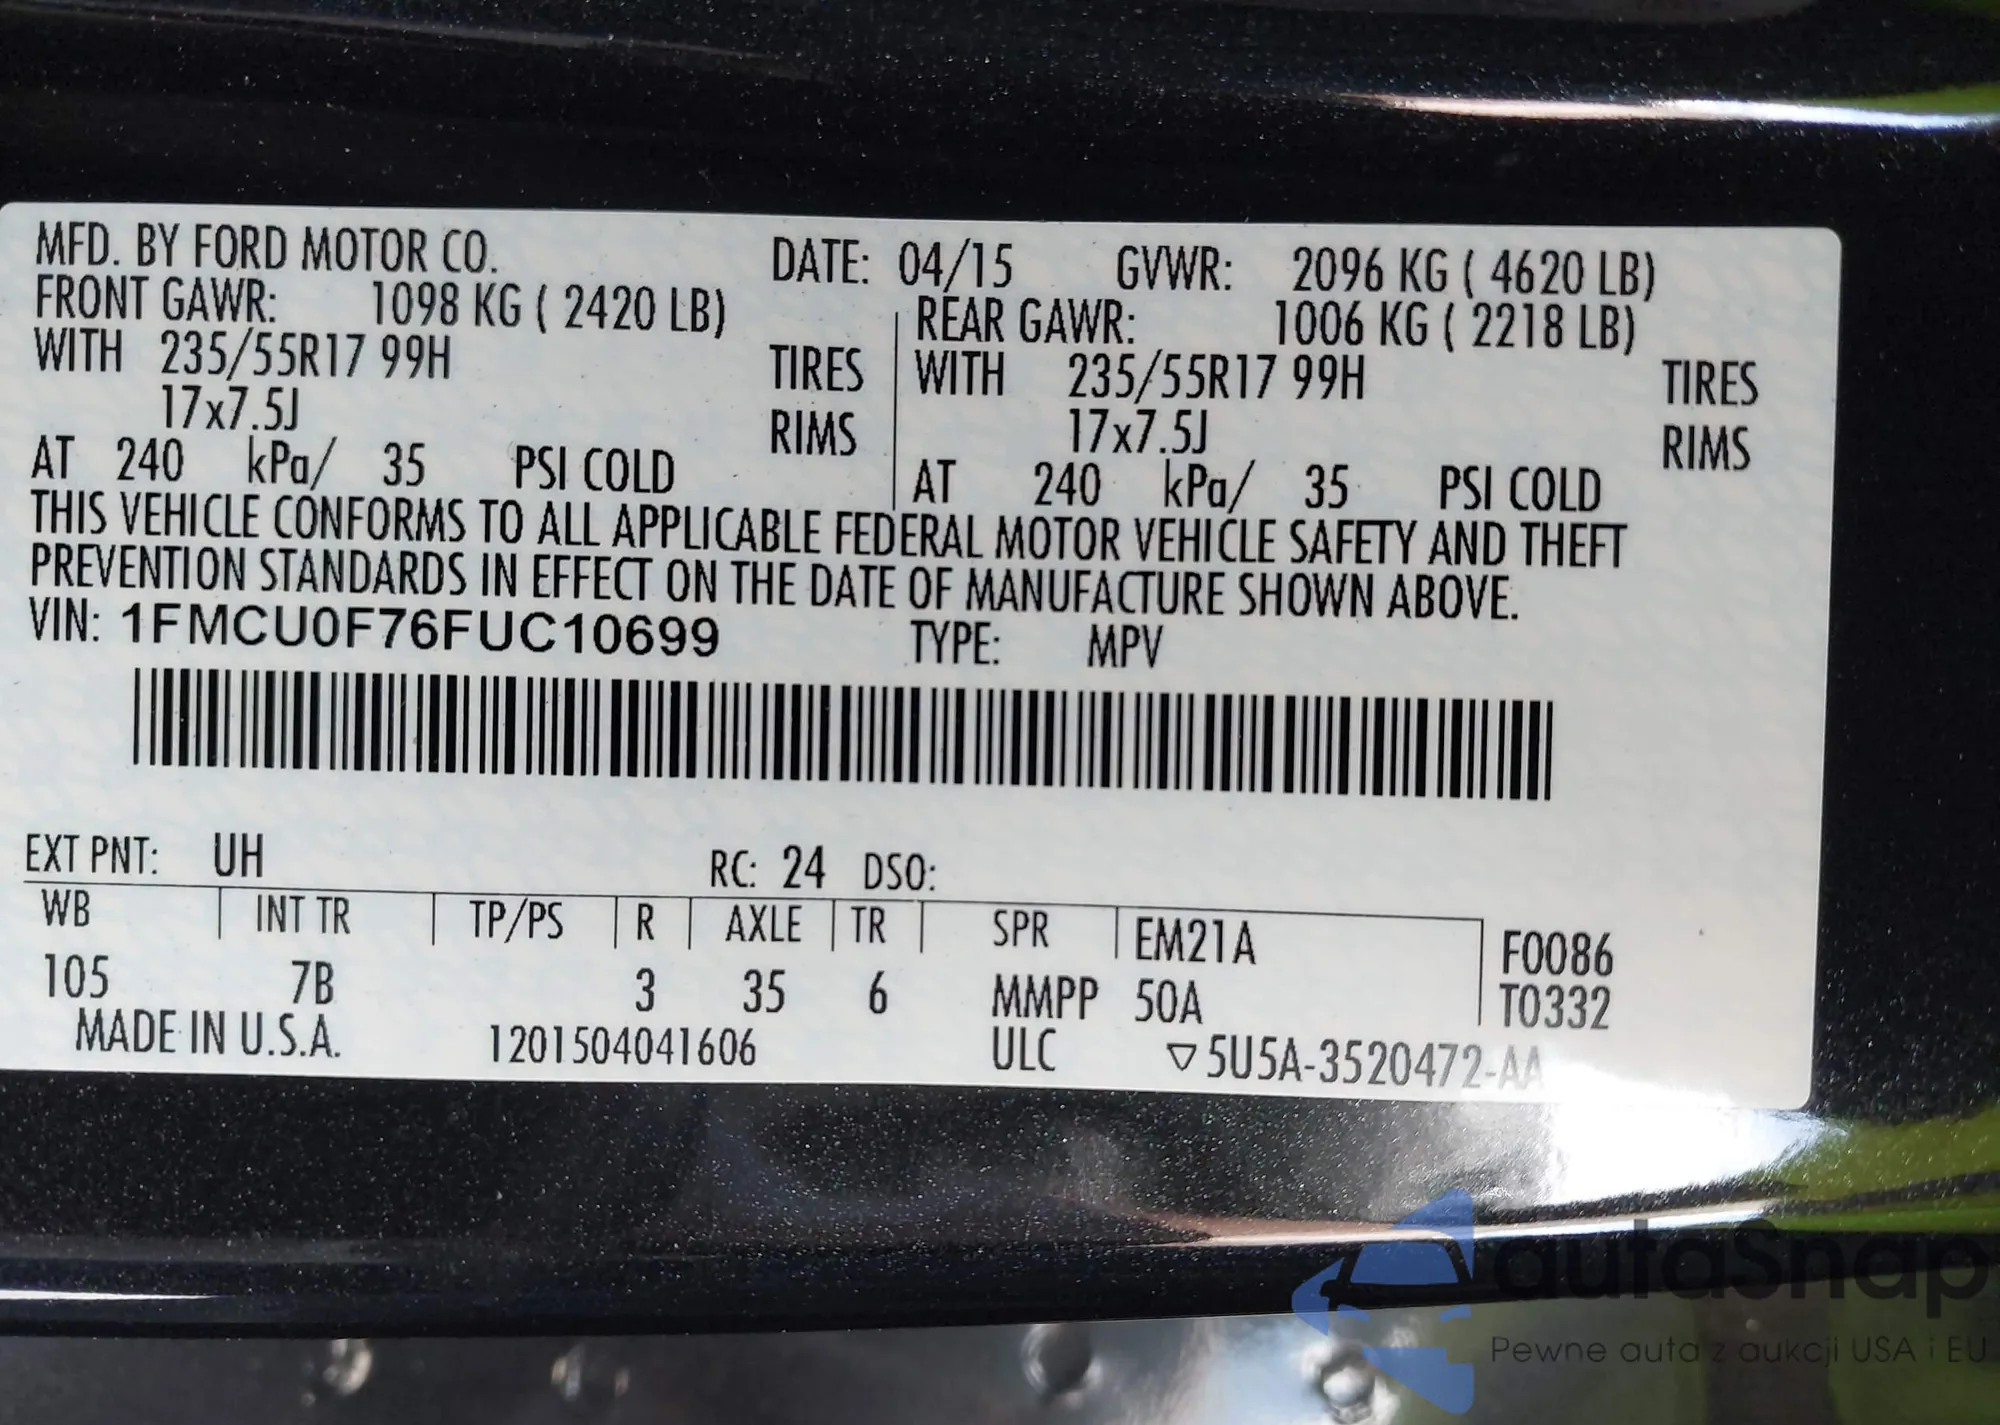 MFD. BY FORD MOTOR CO. DATE: 04/15 GVWR: 2096 KG ( 4620 LB)
FRONT GAWR: 1098 KG ( 2420 LB) REAR GAWR: 1006 KG ( 2218 LB)
WITH 235/55R17 99H TIRES WITH 235/55R17 99H TIRES
17x7.5J RIMS 17x7.5J RIMS
AT 240 kPa/ 35 PSI COLD AT 240 kPa/ 35 PSI COLD
THIS VEHICLE CONFORMS TO ALL APPLICABLE FEDERAL MOTOR VEHICLE SAFETY AND THEFT
PREVENTION STANDARDS IN EFFECT ON THE DATE OF MANUFACTURE SHOWN ABOVE.
VIN: 1FMCU0F76FUC10699 TYPE: MPV
EXT PNT: UH RC: 24 DSO:
WB INT TR TP/PS R AXLE TR SPR EM21A F0086
105 7B 3 35 6 MMPP 50A T0332
MADE IN U.S.A. 1201504041606 ULC ▽5U5A-3520472-AA
autaSnap
Pewne auta z aukcji USA i EU